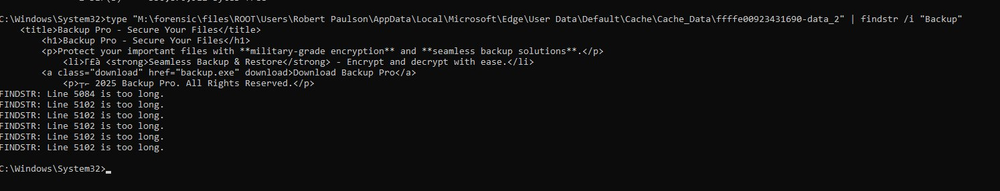 C:\Windows\System32>type "M:\forensic\files\ROOT\Users\Robert Paulson\AppData\Local\Microsoft\Edge\User Data\Default\Cache\Cache_Data\ffffe00923431690-data_2" | findstr /i "Backup"
<title>Backup Pro - Secure Your Files</title>
<h1>Backup Pro - Secure Your Files</h1>
<p>Protect your important files with **military-grade encryption** and **seamless backup solutions**.</p>
<li>Γ£à <strong>Seamless Backup & Restore</strong> - Encrypt and decrypt with ease.</li>
<a class="download" href="backup.exe" download>Download Backup Pro</a>
<p>┬⌐ 2025 Backup Pro. All Rights Reserved.</p>
FINDSTR: Line 5084 is too long.
FINDSTR: Line 5102 is too long.
FINDSTR: Line 5102 is too long.
FINDSTR: Line 5102 is too long.
FINDSTR: Line 5102 is too long.
FINDSTR: Line 5102 is too long.
C:\Windows\System32>